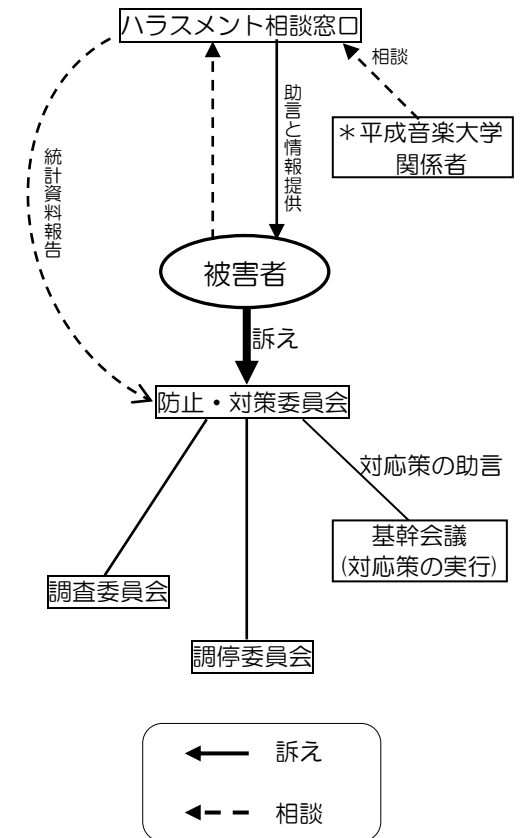 ハラスメント相談窓口
相談
助言と情報提供
＊平成音楽大学
関係者
統計資料報告
被害者
訴え
防止・対策委員会
対応策の助言
基幹会議
(対応策の実行)
調査委員会
調停委員会
訴え
相談